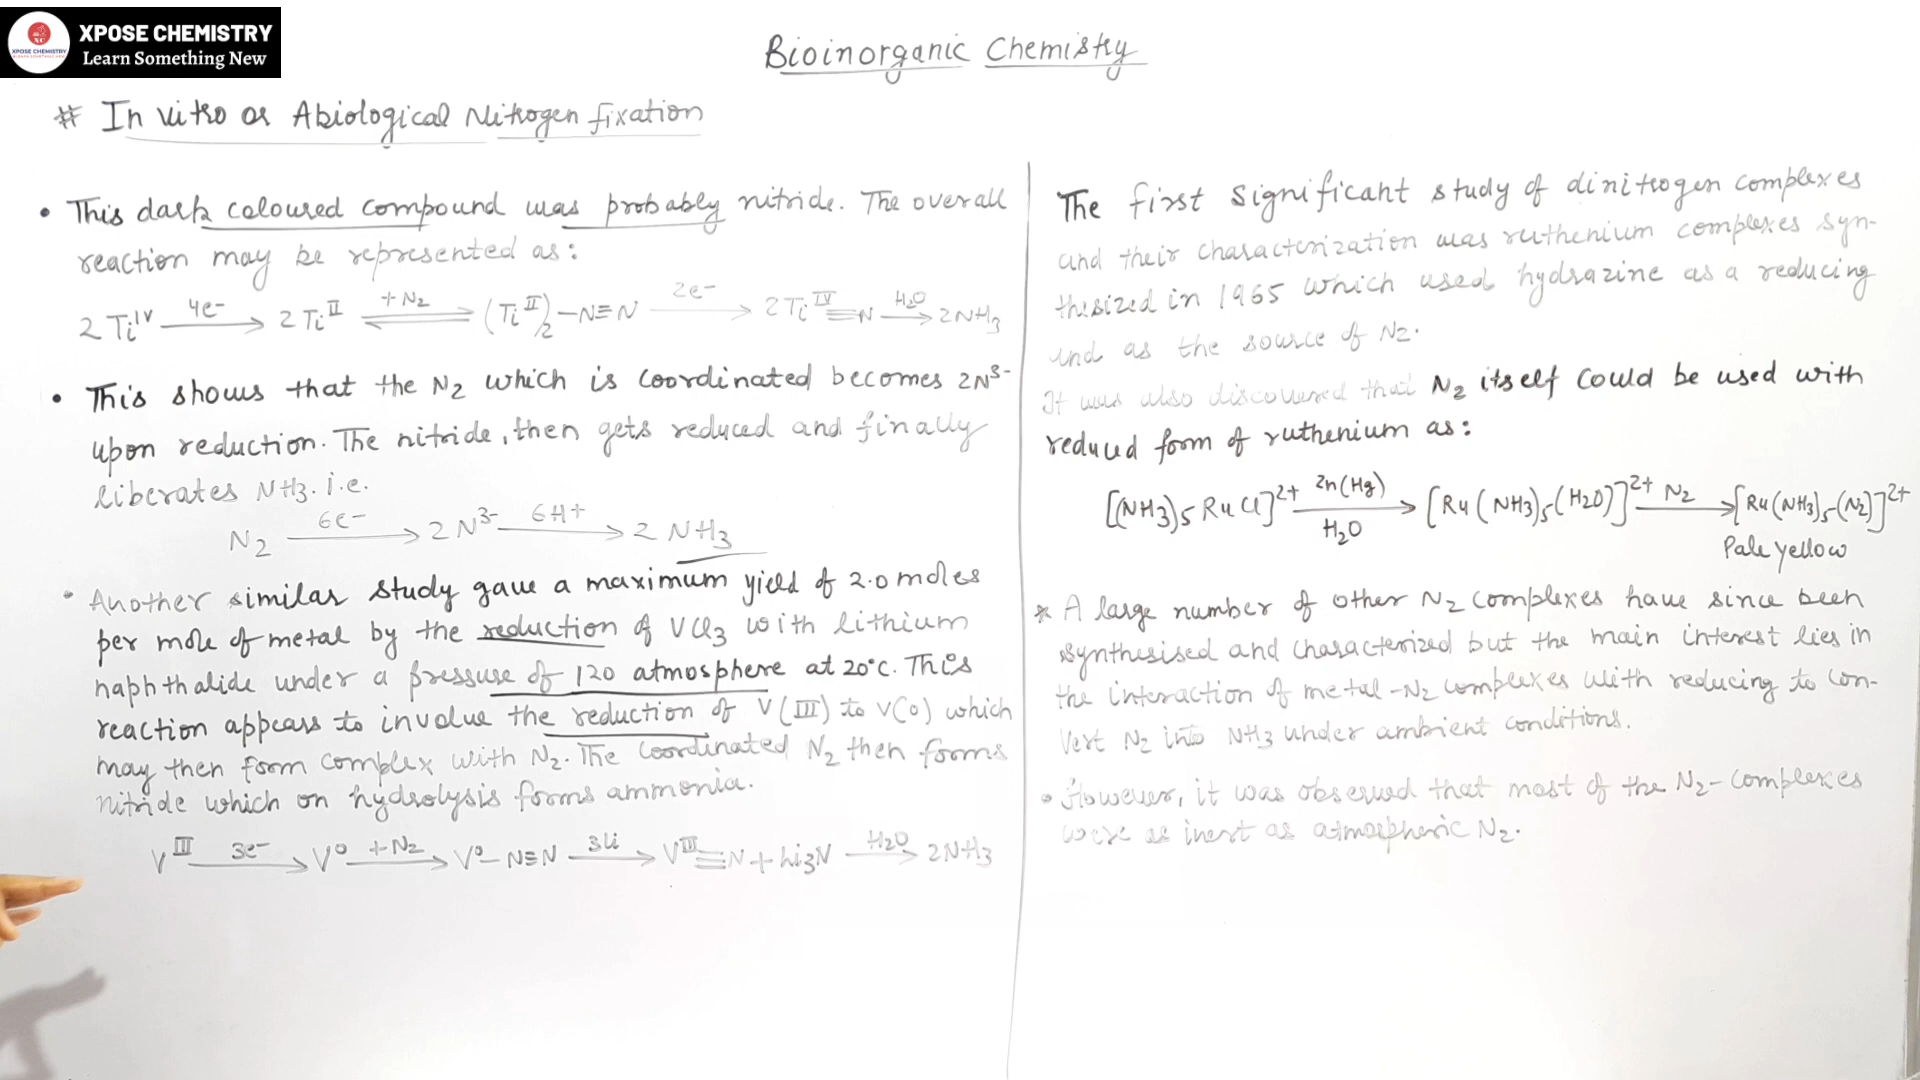 XPOSE CHEMISTRY
Learn Something New
XPOSE CHEMISTRY
Bioinorganic Chemistry
# In vitro or Abiological Nitrogen fixation
• This dark coloured compound was probably nitride. The overall
reaction may be represented as:
2 Ti^IV —4e-→ 2 Ti^II ⇌ +N2 (Ti^II)2–N≡N —2e-→ 2 Ti^IV≡N —H2O→ 2NH3
• This shows that the N2 which is coordinated becomes 2N^3-
upon reduction. The nitride, then gets reduced and finally
liberates NH3. i.e.
N2 —6e-→ 2 N^3- —6H+→ 2 NH3
• Another similar study gave a maximum yield of 2.0 moles
per mole of metal by the reduction of VCl3 with lithium
naphthalide under a pressure of 120 atmosphere at 20°C. This
reaction appears to involve the reduction of V(III) to V(0) which
may then form complex with N2. The coordinated N2 then forms
nitride which on hydrolysis forms ammonia.
V^III —3e-→ V° —+N2→ V°–N≡N —3Li→ V^III≡N + Li3N —H2O→ 2NH3
The first significant study of dinitrogen complexes
and their characterization was ruthenium complexes syn-
thesized in 1965 which used hydrazine as a reducing
and as the source of N2.
It was also discovered that N2 itself could be used with
reduced form of ruthenium as:
[(NH3)5 RuCl]^2+ —Zn(Hg)/H2O→ [Ru(NH3)5(H2O)]^2+ —N2→ [Ru(NH3)5-(N2)]^2+
Pale yellow
* A large number of other N2 complexes have since been
synthesised and characterized but the main interest lies in
the interaction of metal-N2 complexes with reducing to con-
vert N2 into NH3 under ambient conditions.
• However, it was observed that most of the N2-complexes
were as inert as atmospheric N2.